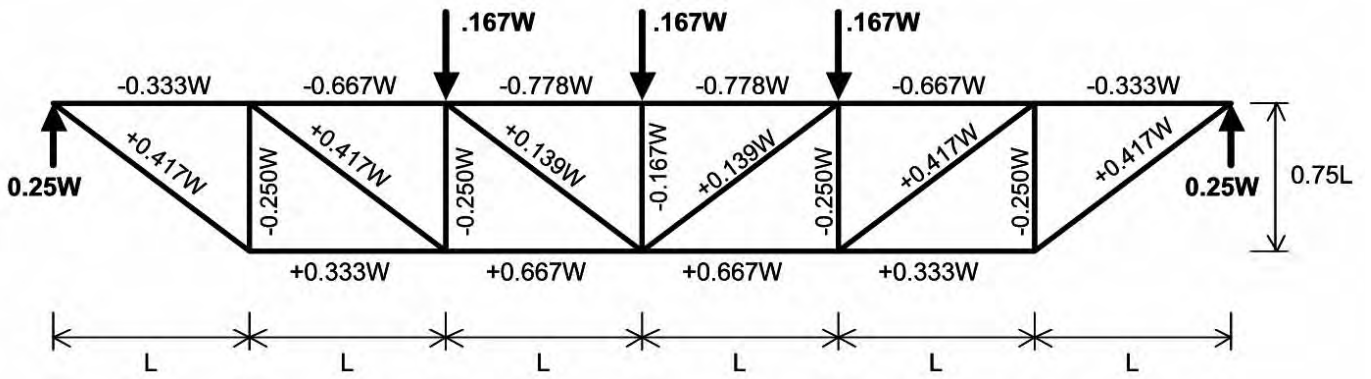 .167W
.167W
.167W
-0.333W
-0.667W
-0.778W
-0.778W
-0.667W
-0.333W
+0.417W
-0.250W
+0.417W
-0.250W
+0.139W
-0.167W
+0.139W
-0.250W
+0.417W
-0.250W
+0.417W
0.25W
0.25W
0.75L
+0.333W
+0.667W
+0.667W
+0.333W
L
L
L
L
L
L